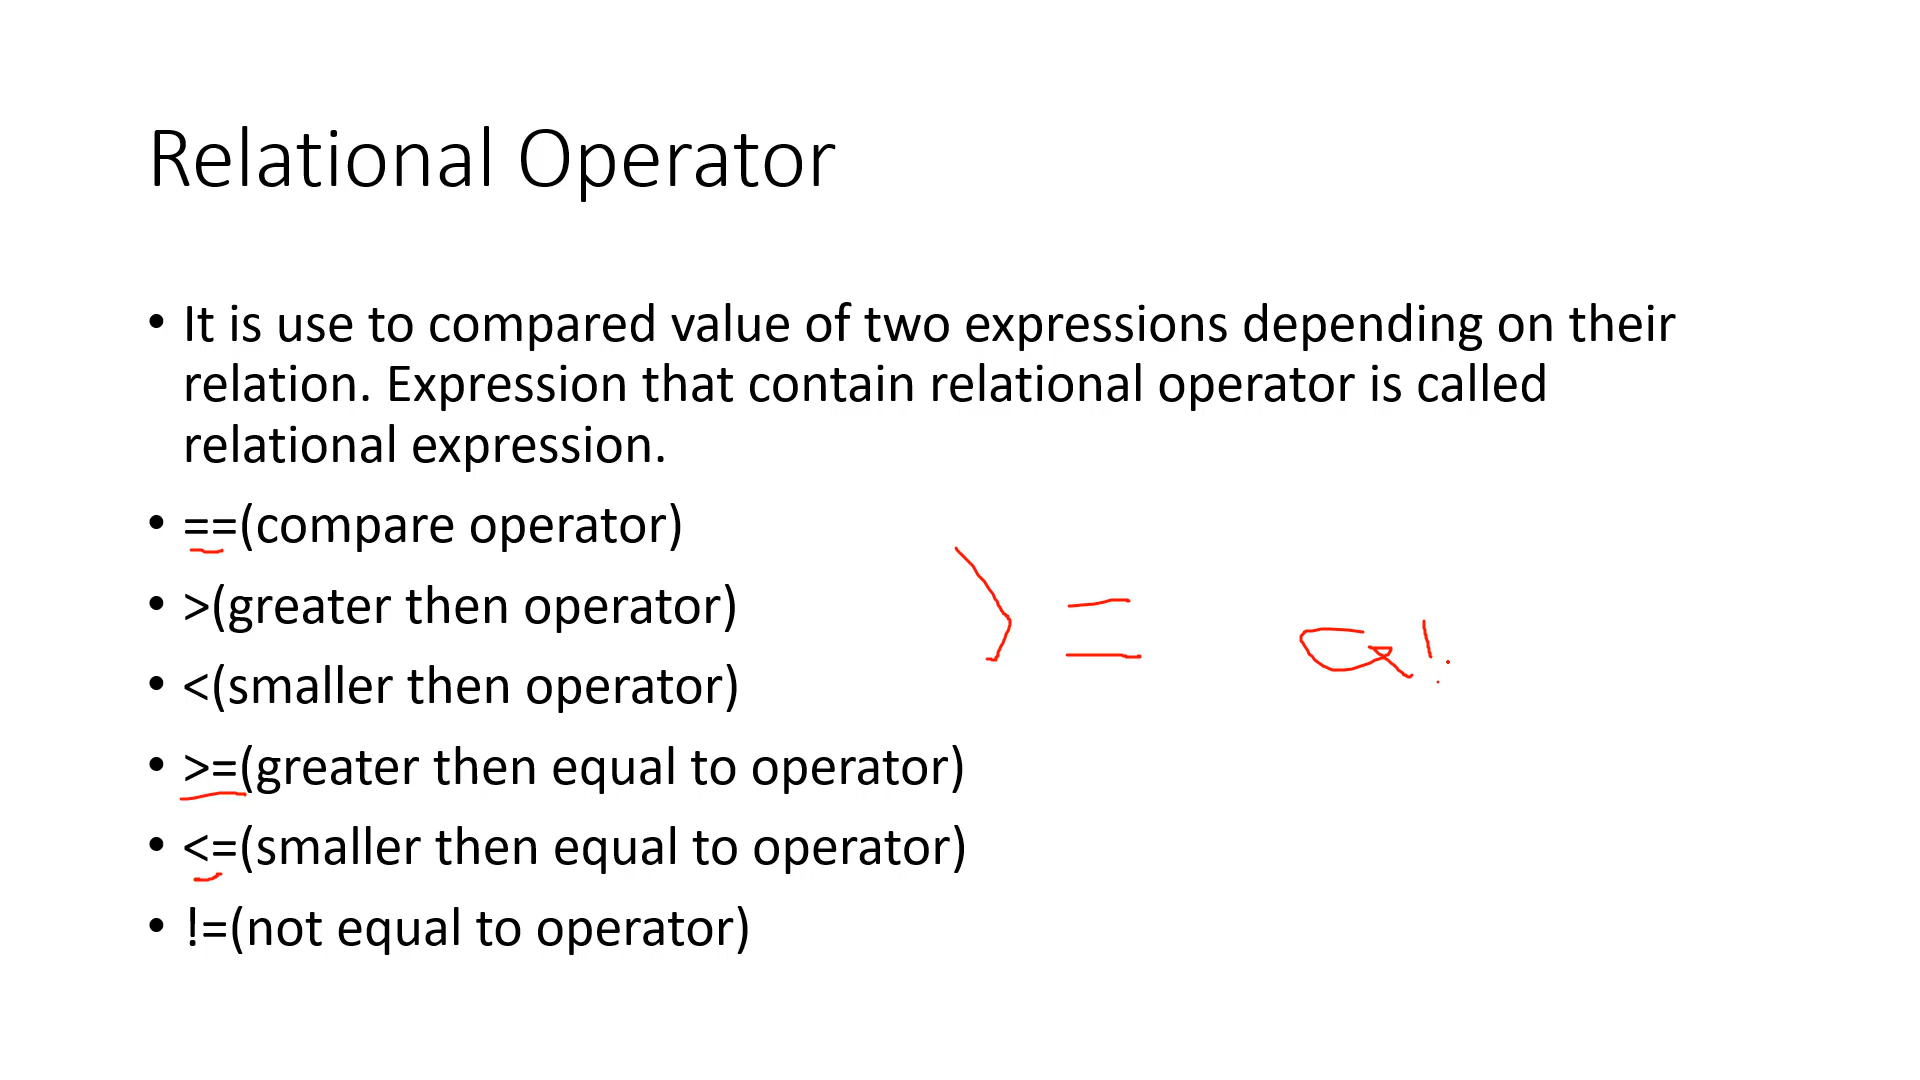 Relational Operator
• It is use to compared value of two expressions depending on their
relation. Expression that contain relational operator is called
relational expression.
• ==(compare operator)
• >(greater then operator)
• <(smaller then operator)
• >=(greater then equal to operator)
• <=(smaller then equal to operator)
• !=(not equal to operator)
> =